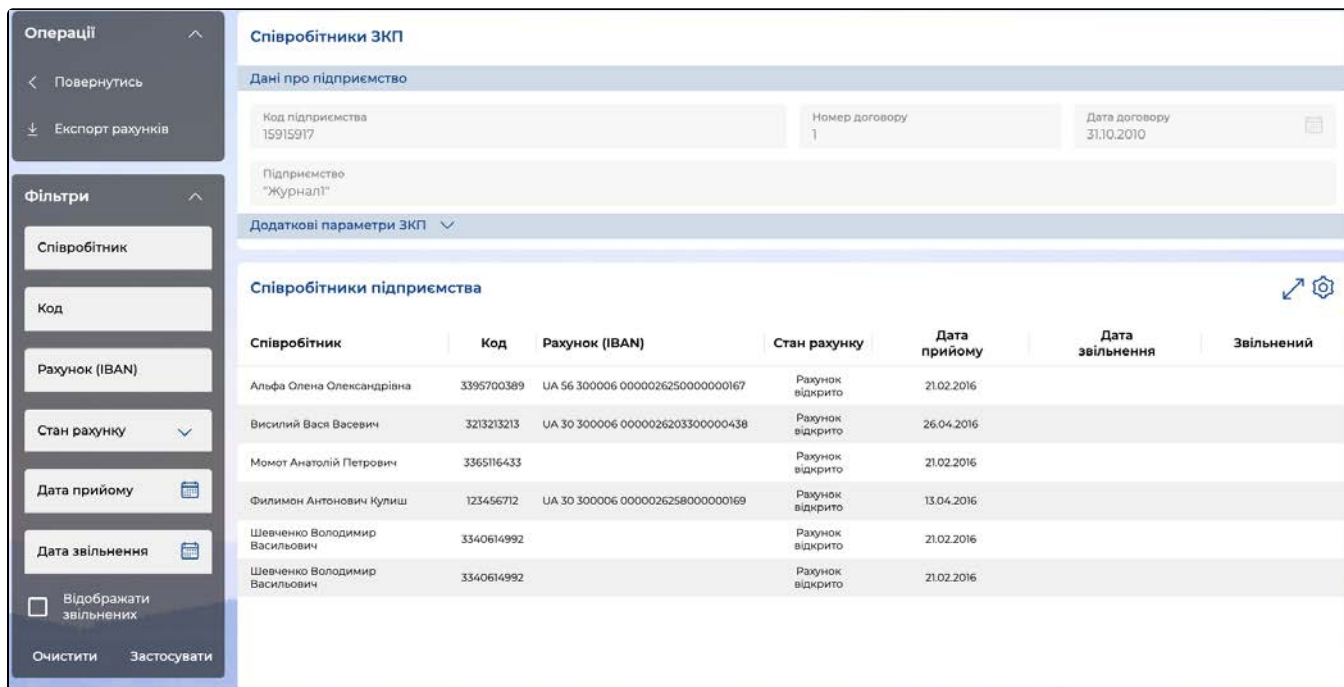 Операції
Повернутись
Експорт рахунків
Фільтри
Співробітник
Код
Рахунок (IBAN)
Стан рахунку
Дата прийому
Дата звільнення
Відображати
звільнених
Очистити Застосувати
Співробітники ЗКП
Дані про підприємство
Код підприємства Номер договору Дата договору
15915917 1 31.10.2010
Підприємство
"Журнал1"
Додаткові параметри ЗКП
Співробітники підприємства
Співробітник Код Рахунок (IBAN) Стан рахунку Дата прийому Дата звільнення Звільнений
Альфа Олена Олександрівна 3395700389 UA 56 300006 0000026250000000167 Рахунок відкрито 21.02.2016
Висилий Вася Васевич 3213213213 UA 30 300006 0000026203300000438 Рахунок відкрито 26.04.2016
Момот Анатолій Петрович 3365116433 Рахунок відкрито 21.02.2016
Филимон Антонович Кулиш 123456712 UA 30 300006 0000026258000000169 Рахунок відкрито 13.04.2016
Шевченко Володимир Васильович 3340614992 Рахунок відкрито 21.02.2016
Шевченко Володимир Васильович 3340614992 Рахунок відкрито 21.02.2016